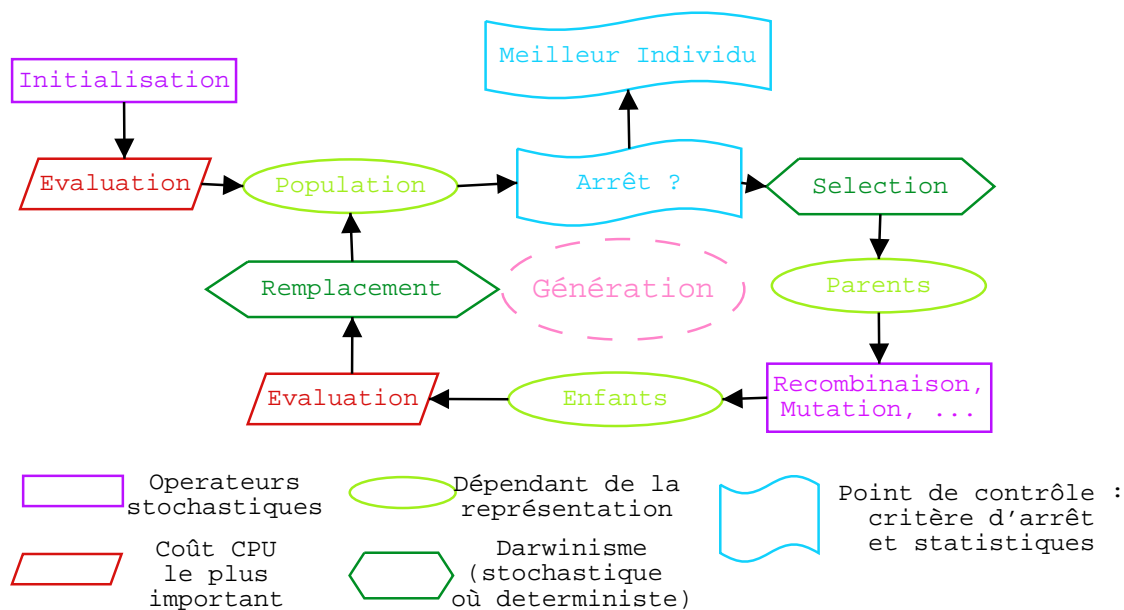 Meilleur Individu
Initialisation
Evaluation
Population
Arrêt ?
Selection
Remplacement
Génération
Parents
Evaluation
Enfants
Recombinaison,
Mutation, ...
Operateurs
stochastiques
Dépendant de la
représentation
Point de contrôle :
critère d'arrêt
et statistiques
Coût CPU
le plus
important
Darwinisme
(stochastique
où deterministe)